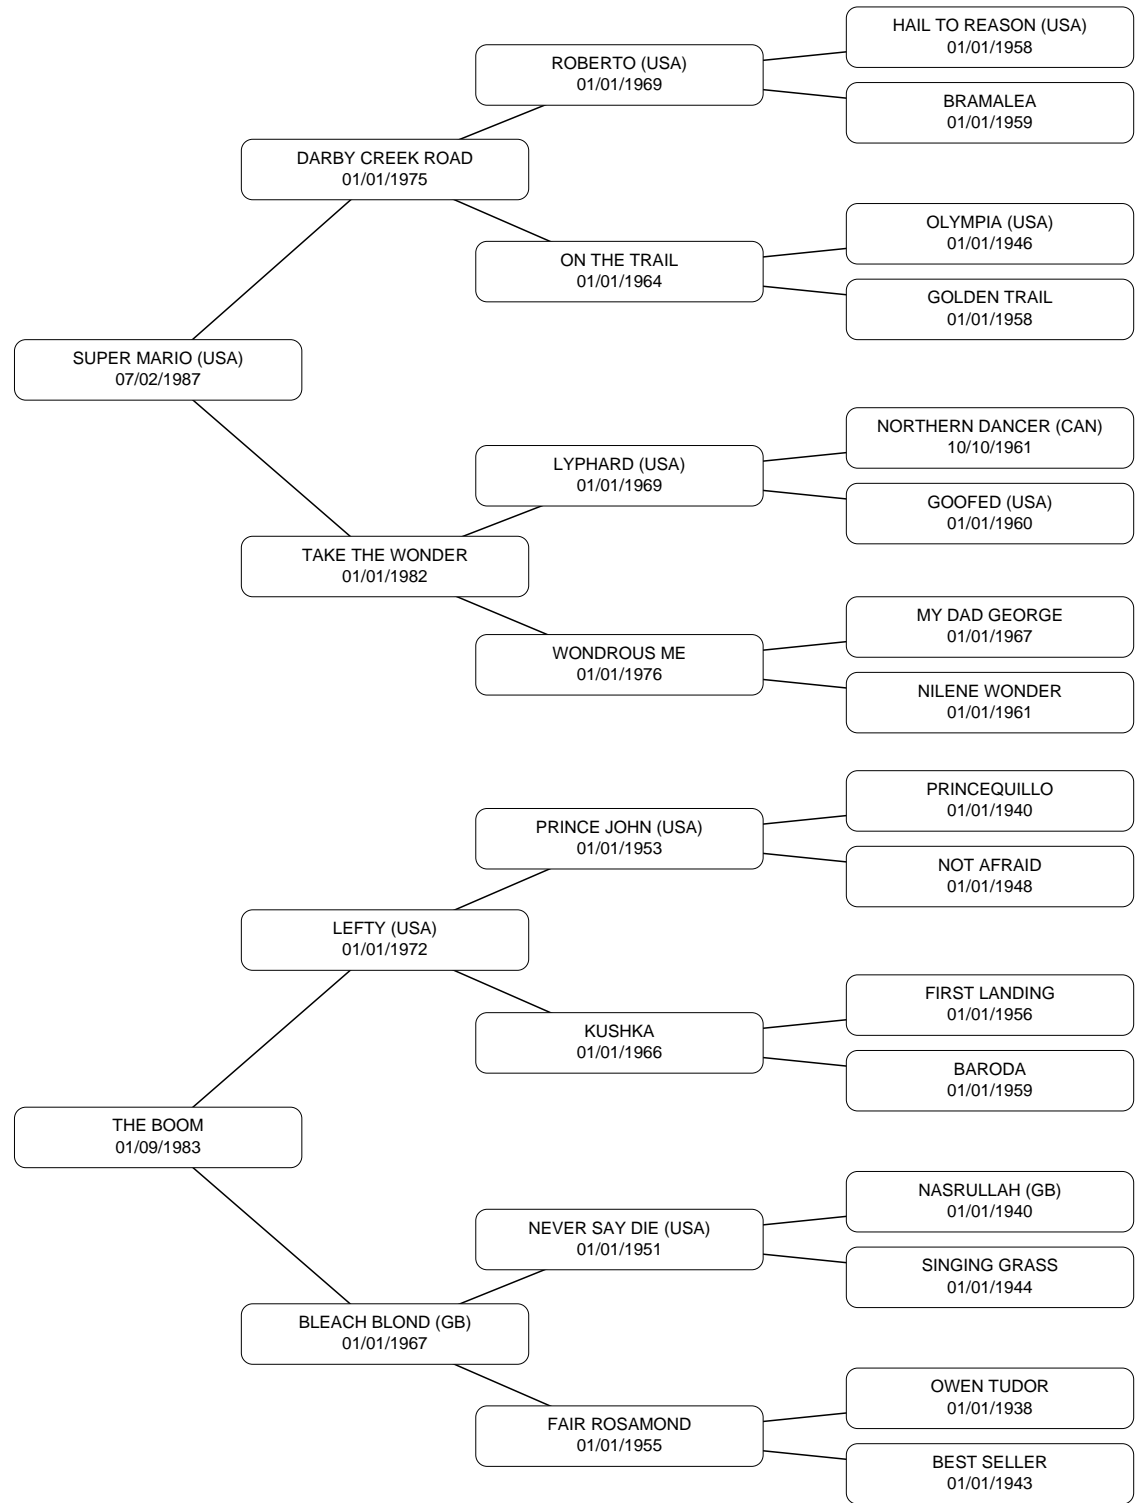 HAIL TO REASON (USA)
01/01/1958
ROBERTO (USA)
01/01/1969
BRAMALEA
01/01/1959
DARBY CREEK ROAD
01/01/1975
OLYMPIA (USA)
01/01/1946
ON THE TRAIL
01/01/1964
GOLDEN TRAIL
01/01/1958
SUPER MARIO (USA)
07/02/1987
NORTHERN DANCER (CAN)
10/10/1961
LYPHARD (USA)
01/01/1969
GOOFED (USA)
01/01/1960
TAKE THE WONDER
01/01/1982
MY DAD GEORGE
01/01/1967
WONDROUS ME
01/01/1976
NILENE WONDER
01/01/1961
PRINCEQUILLO
01/01/1940
PRINCE JOHN (USA)
01/01/1953
NOT AFRAID
01/01/1948
LEFTY (USA)
01/01/1972
FIRST LANDING
01/01/1956
KUSHKA
01/01/1966
BARODA
01/01/1959
THE BOOM
01/09/1983
NASRULLAH (GB)
01/01/1940
NEVER SAY DIE (USA)
01/01/1951
SINGING GRASS
01/01/1944
BLEACH BLOND (GB)
01/01/1967
OWEN TUDOR
01/01/1938
FAIR ROSAMOND
01/01/1955
BEST SELLER
01/01/1943